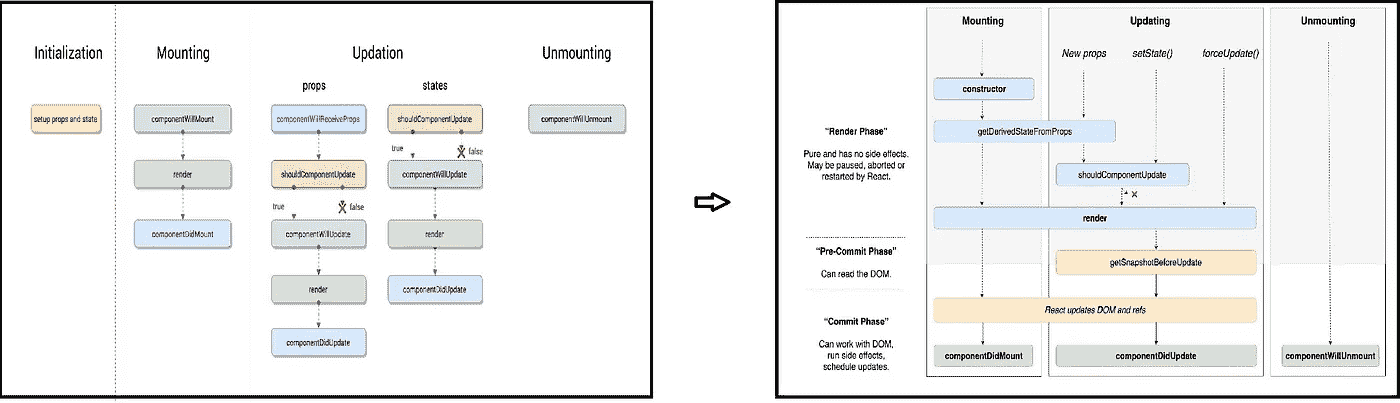 Initialization
Mounting
Updation
Unmounting
props
states
setup props and state
componentWillMount
componentWillReceiveProps
shouldComponentUpdate
componentWillUnmount
true
false
render
shouldComponentUpdate
componentWillUpdate
true
false
componentDidMount
componentWillUpdate
render
render
componentDidUpdate
componentDidUpdate
Mounting
Updating
Unmounting
New props
setState()
forceUpdate()
constructor
"Render Phase"
Pure and has no side effects.
May be paused, aborted or
restarted by React.
getDerivedStateFromProps
shouldComponentUpdate
render
"Pre-Commit Phase"
Can read the DOM.
getSnapshotBeforeUpdate
React updates DOM and refs
"Commit Phase"
Can work with DOM,
run side effects,
schedule updates.
componentDidMount
componentDidUpdate
componentWillUnmount